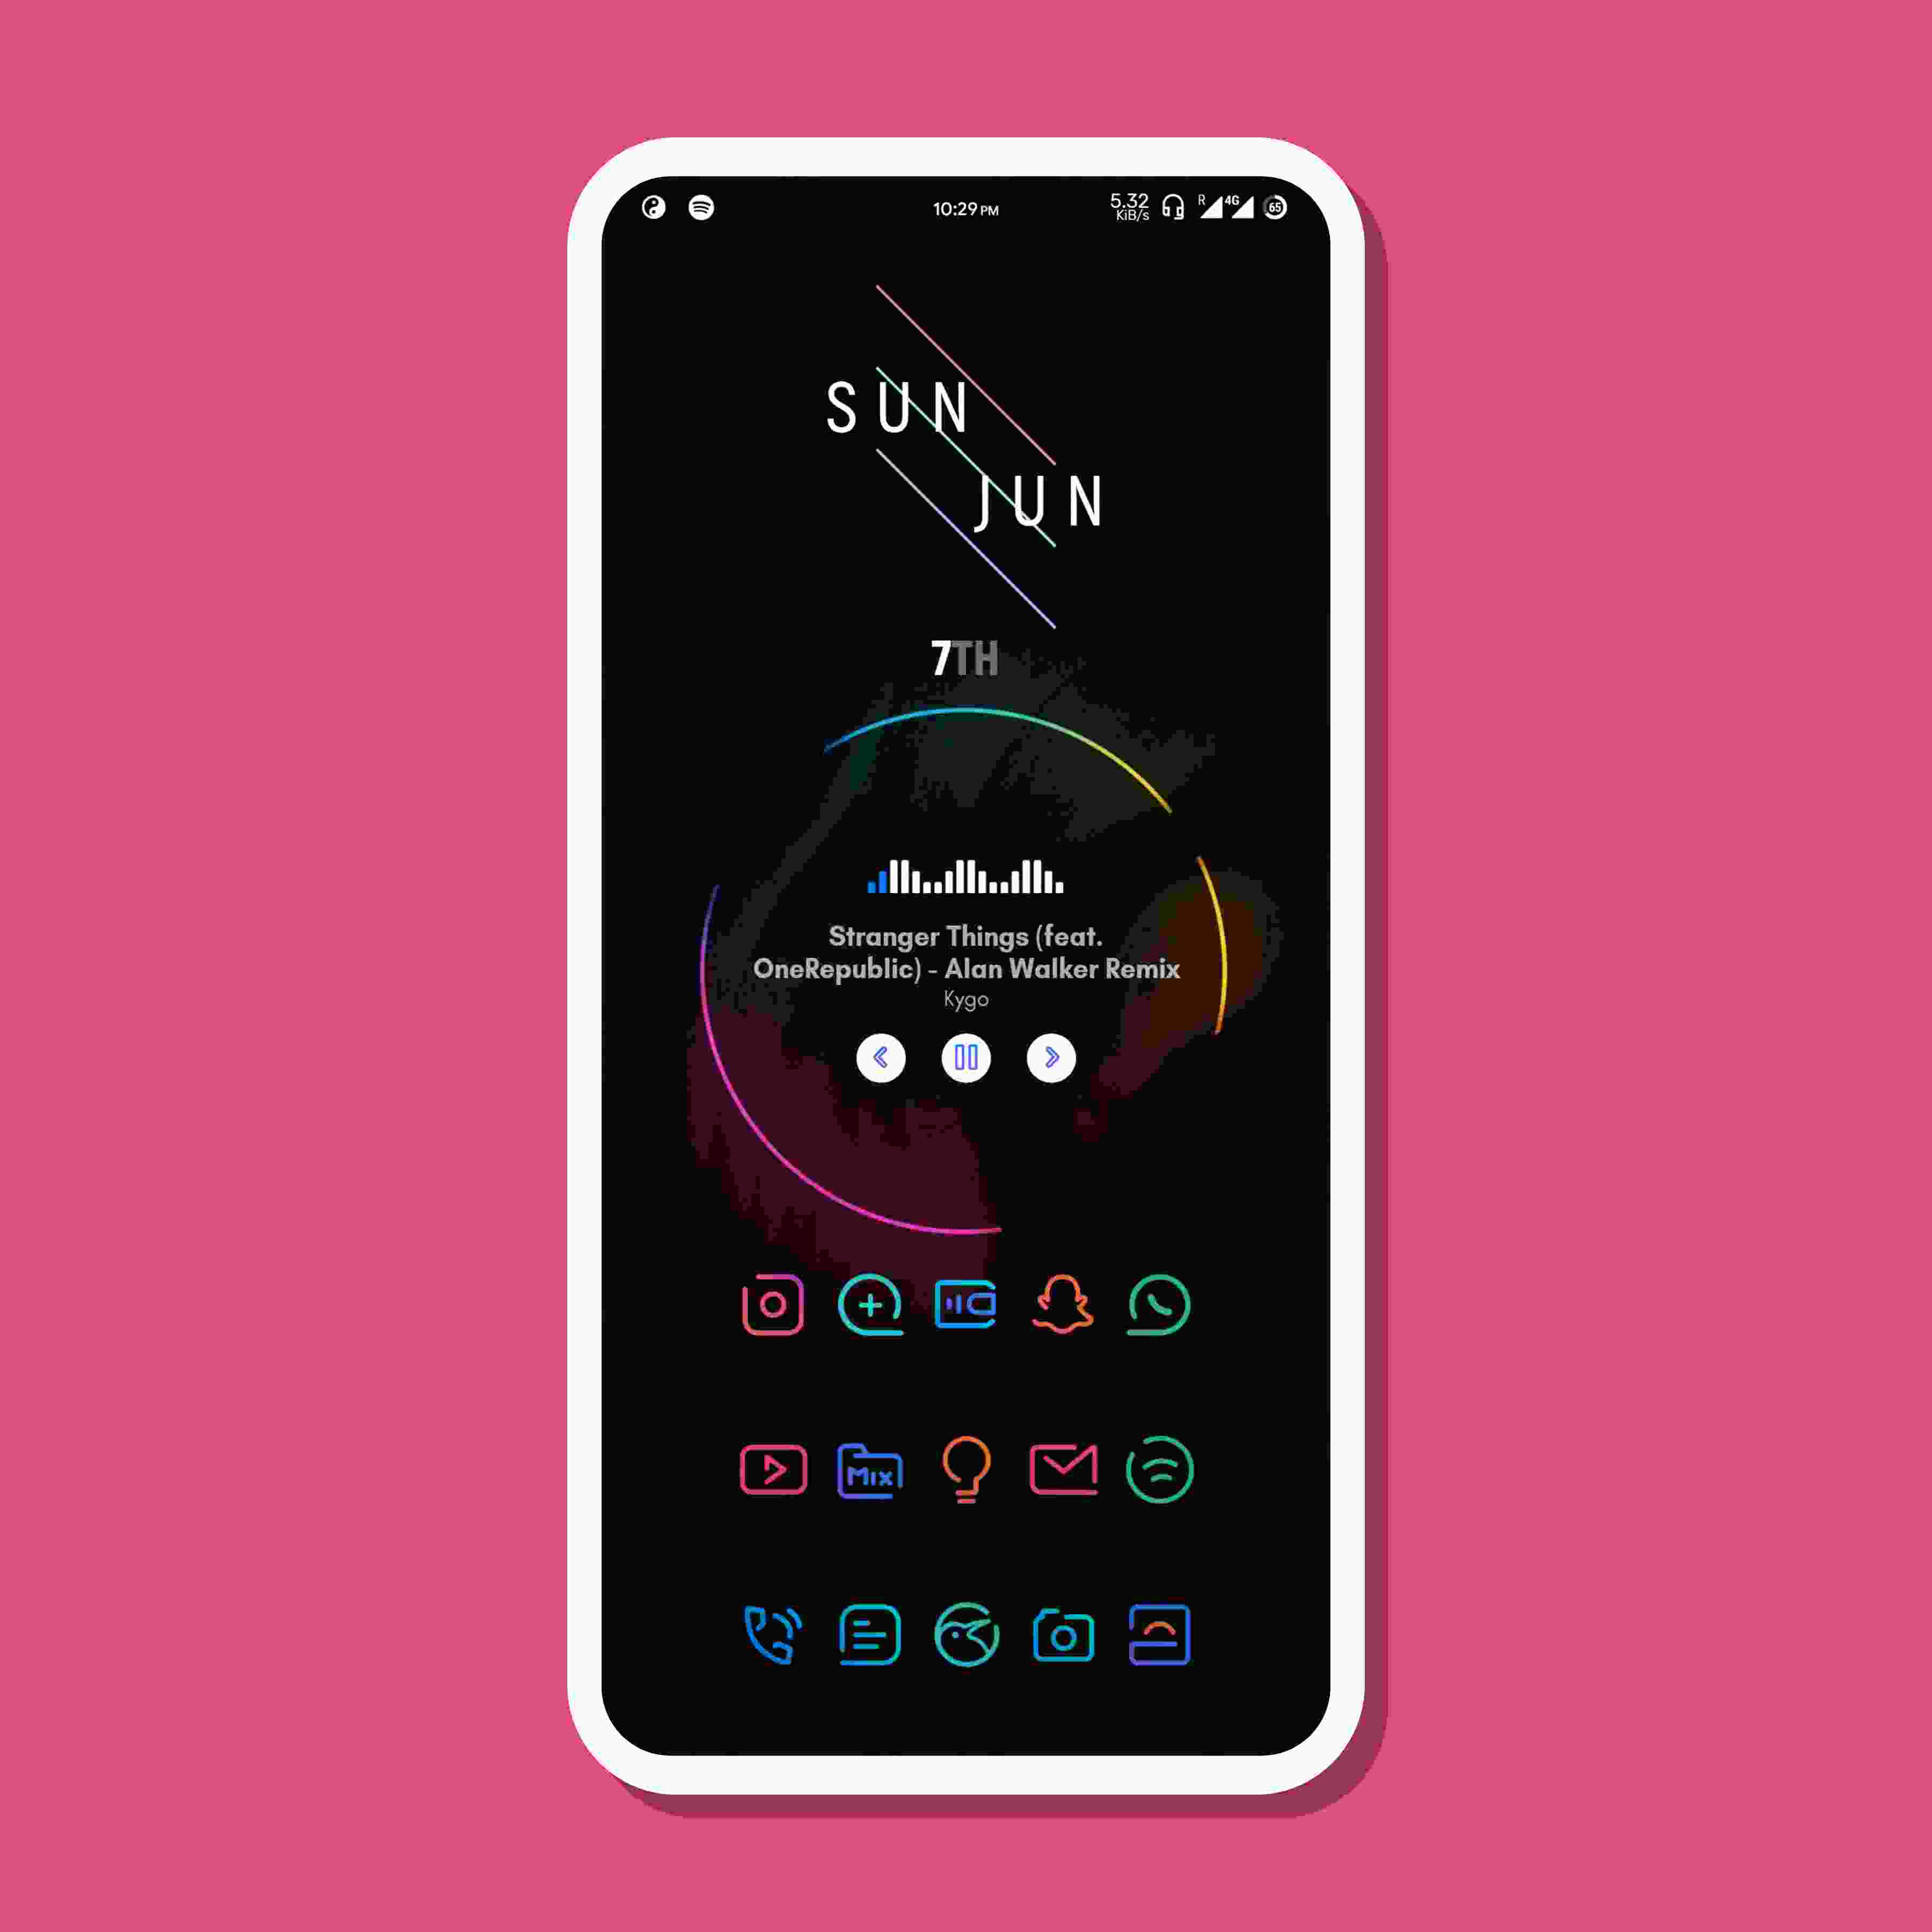 10:29 PM
5.32
KiB/s
R
4G
65
SUN
JUN
7TH
Stranger Things (feat.
OneRepublic) - Alan Walker Remix
Kygo
Mix